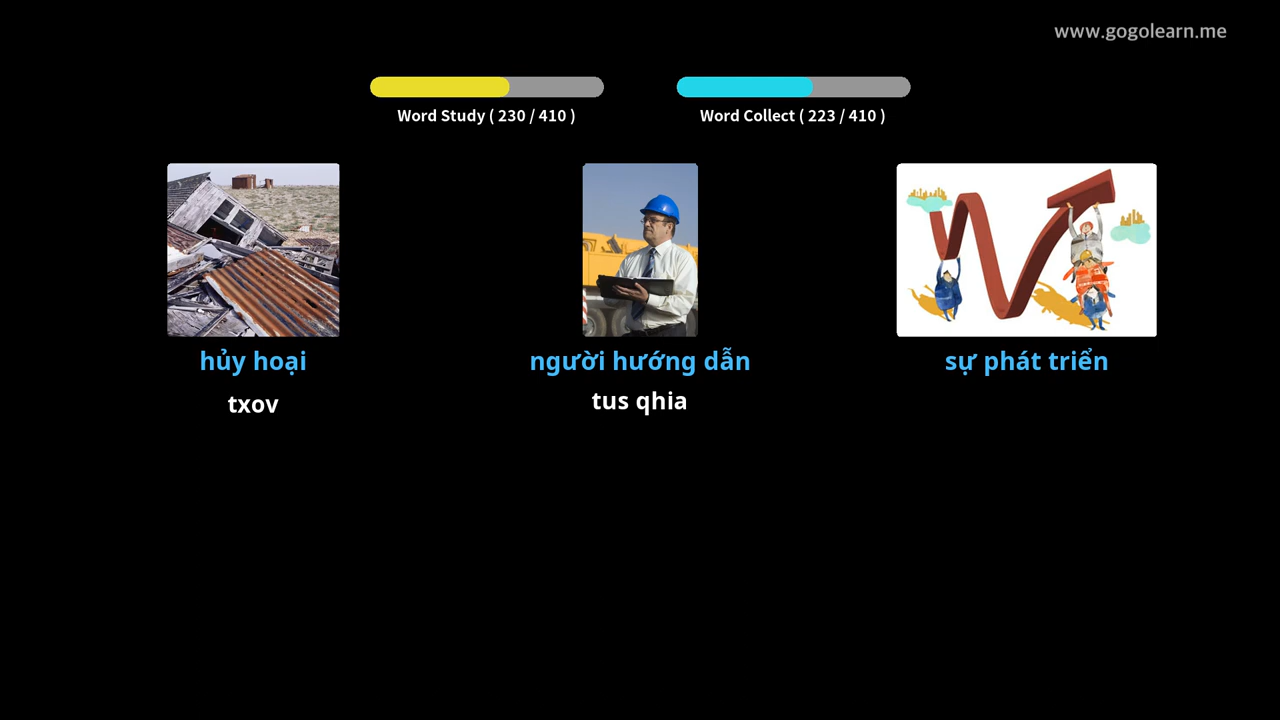 www.gogolearn.me
Word Study ( 230 / 410 )
Word Collect ( 223 / 410 )
hủy hoại
txov
người hướng dẫn
tus qhia
sự phát triển